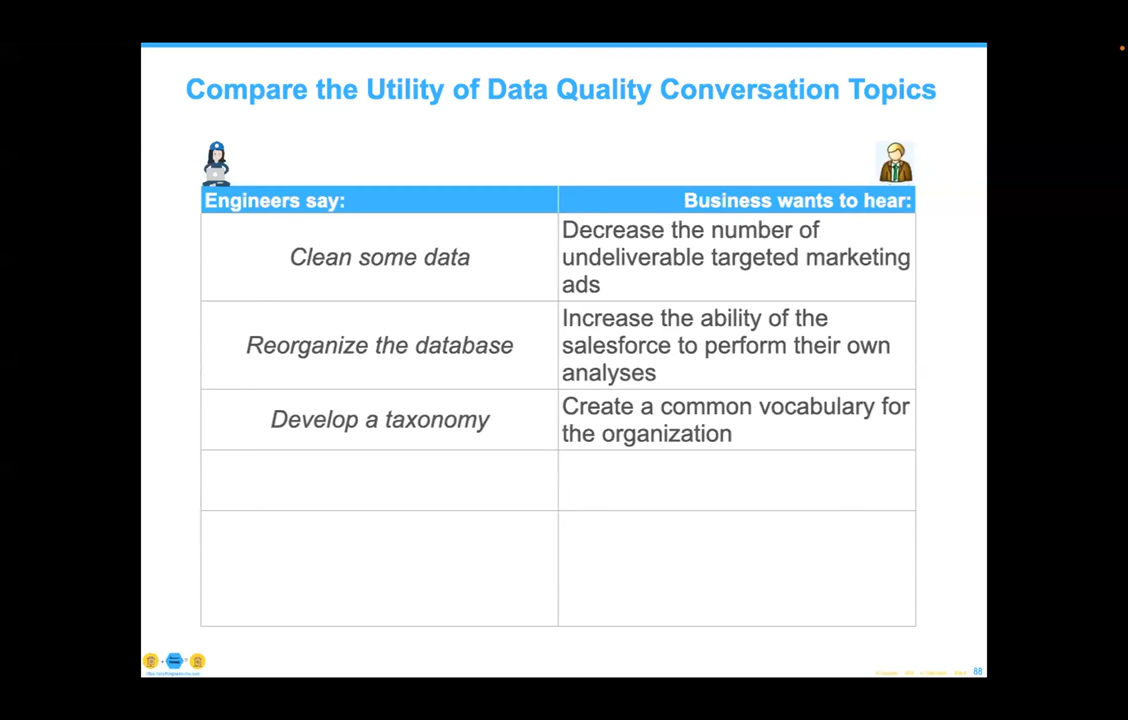 Compare the Utility of Data Quality Conversation Topics
Engineers say:
Business wants to hear:
Clean some data
Decrease the number of
undeliverable targeted marketing
ads
Reorganize the database
Increase the ability of the
salesforce to perform their own
analyses
Develop a taxonomy
Create a common vocabulary for
the organization
88